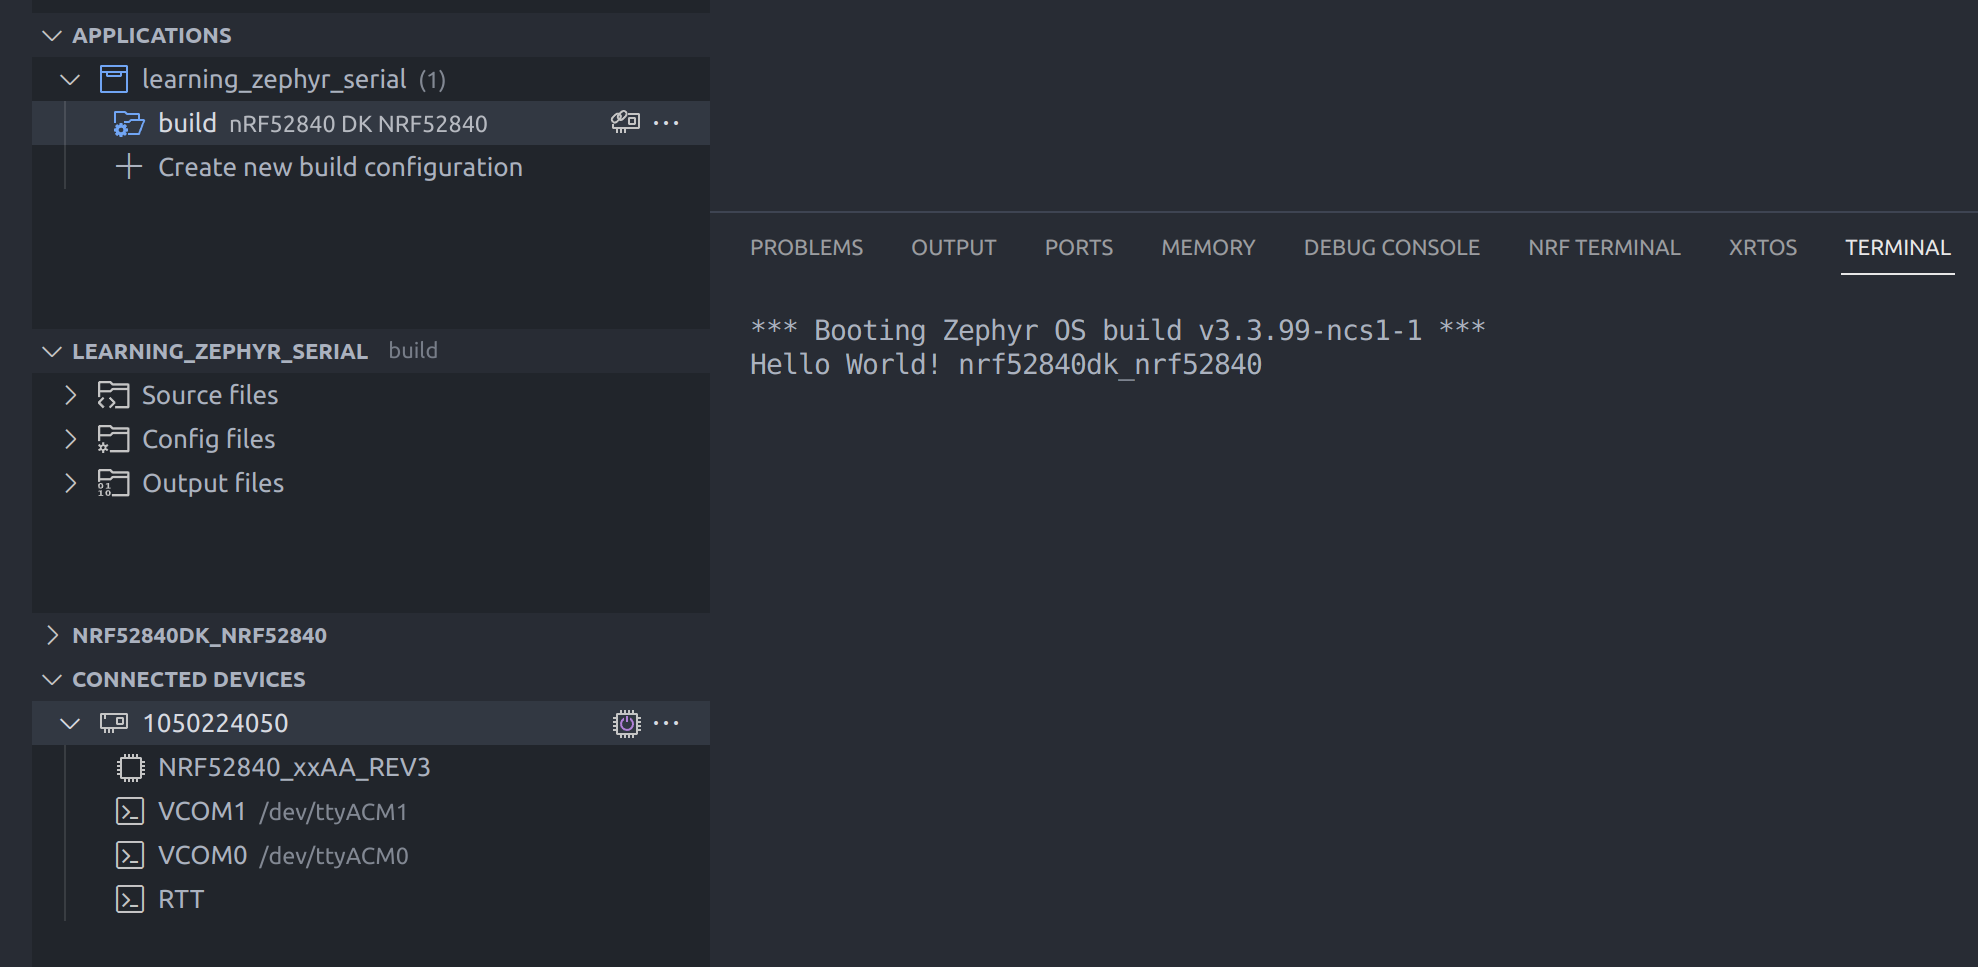 APPLICATIONS
learning_zephyr_serial (1)
build nRF52840 DK NRF52840
Create new build configuration
LEARNING_ZEPHYR_SERIAL build
Source files
Config files
Output files
NRF52840DK_NRF52840
CONNECTED DEVICES
1050224050
NRF52840_xxAA_REV3
VCOM1 /dev/ttyACM1
VCOM0 /dev/ttyACM0
RTT
PROBLEMS OUTPUT PORTS MEMORY DEBUG CONSOLE NRF TERMINAL XRTOS TERMINAL
*** Booting Zephyr OS build v3.3.99-ncs1-1 ***
Hello World! nrf52840dk_nrf52840